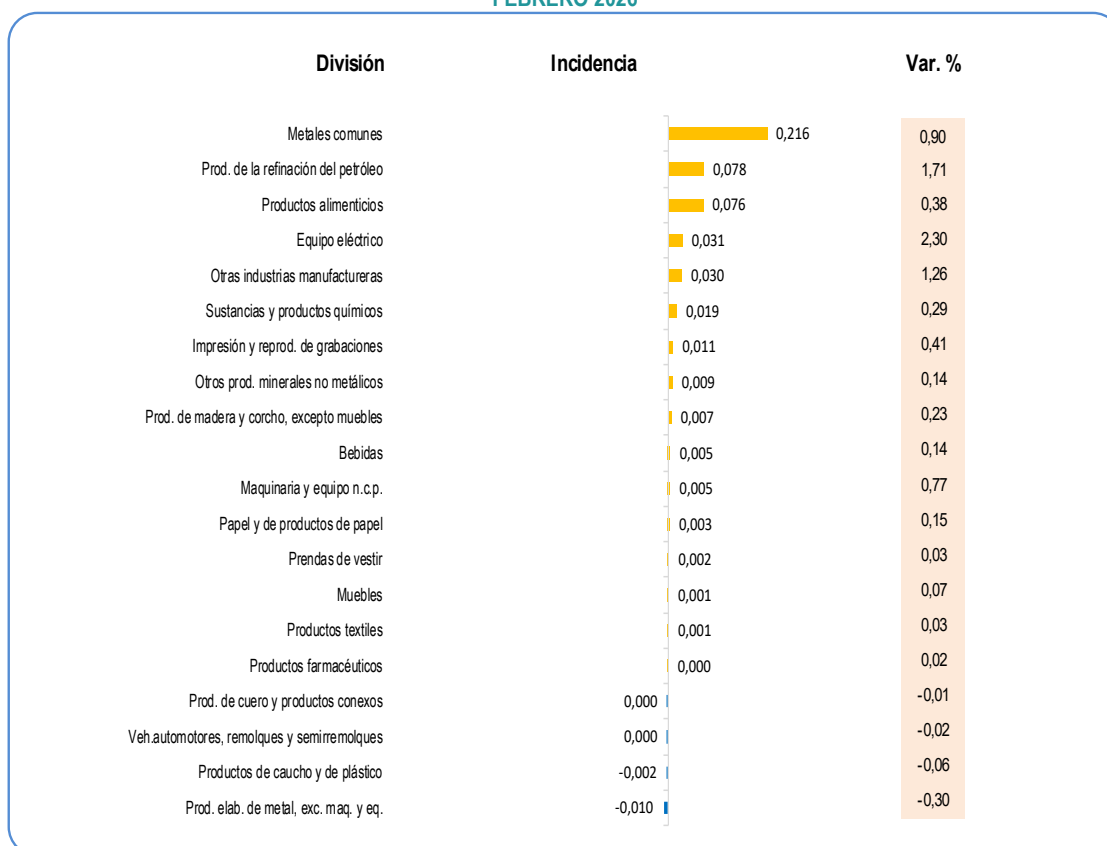 FEBRERO 2020
División Incidencia Var. %
Metales comunes 0,216 0,90
Prod. de la refinación del petróleo 0,078 1,71
Productos alimenticios 0,076 0,38
Equipo eléctrico 0,031 2,30
Otras industrias manufactureras 0,030 1,26
Sustancias y productos químicos 0,019 0,29
Impresión y reprod. de grabaciones 0,011 0,41
Otros prod. minerales no metálicos 0,009 0,14
Prod. de madera y corcho, excepto muebles 0,007 0,23
Bebidas 0,005 0,14
Maquinaria y equipo n.c.p. 0,005 0,77
Papel y de productos de papel 0,003 0,15
Prendas de vestir 0,002 0,03
Muebles 0,001 0,07
Productos textiles 0,001 0,03
Productos farmacéuticos 0,000 0,02
Prod. de cuero y productos conexos 0,000 -0,01
Veh.automotores, remolques y semirremolques 0,000 -0,02
Productos de caucho y de plástico -0,002 -0,06
Prod. elab. de metal, exc. maq. y eq. -0,010 -0,30